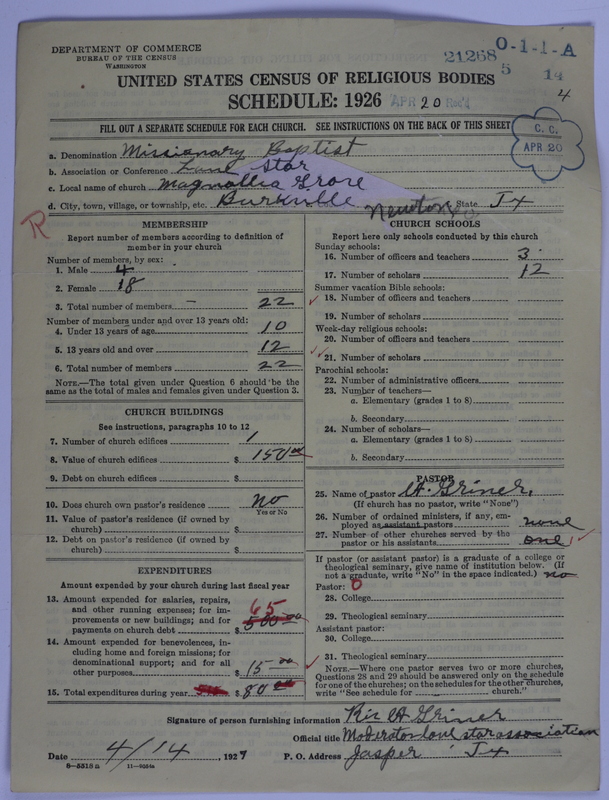 DEPARTMENT OF COMMERCE
BUREAU OF THE CENSUS
WASHINGTON
21268 0-1-1-A
5 14
4
UNITED STATES CENSUS OF RELIGIOUS BODIES
SCHEDULE: 1926 APR 20 Rec'd
FILL OUT A SEPARATE SCHEDULE FOR EACH CHURCH. SEE INSTRUCTIONS ON THE BACK OF THIS SHEET
C. C.
APR 20
a. Denomination Missionary Baptist
b. Association or Conference Lone Star
c. Local name of church Magnollia Grove
d. City, town, village, or township, etc. Burkville Newton State Tx
R
MEMBERSHIP
Report number of members according to definition of
member in your church
Number of members, by sex:
1. Male 4
2. Female 18
3. Total number of members 22
Number of members under and over 13 years old:
4. Under 13 years of age 10
5. 13 years old and over 12
6. Total number of members 22
NOTE.—The total given under Question 6 should be the
same as the total of males and females given under Question 3.
CHURCH BUILDINGS
See instructions, paragraphs 10 to 12
7. Number of church edifices 1
8. Value of church edifices $ 150 00
9. Debt on church edifices $
10. Does church own pastor's residence no
Yes or No
11. Value of pastor's residence (if owned by
church) $
12. Debt on pastor's residence (if owned by
church) $
EXPENDITURES
Amount expended by your church during last fiscal year
13. Amount expended for salaries, repairs,
and other running expenses; for im-
provements or new buildings; and for
payments on church debt $ 65
14. Amount expended for benevolences, in-
cluding home and foreign missions; for
denominational support; and for all
other purposes $ 15 00
15. Total expenditures during year $ 80 00
CHURCH SCHOOLS
Report here only schools conducted by this church
Sunday schools:
16. Number of officers and teachers 3
17. Number of scholars 12
Summer vacation Bible schools:
18. Number of officers and teachers
19. Number of scholars
Week-day religious schools:
20. Number of officers and teachers
21. Number of scholars
Parochial schools:
22. Number of administrative officers
23. Number of teachers—
a. Elementary (grades 1 to 8)
b. Secondary
24. Number of scholars—
a. Elementary (grades 1 to 8)
b. Secondary
PASTOR
25. Name of pastor A. Griner
(If church has no pastor, write "None")
26. Number of ordained ministers, if any, em-
ployed as assistant pastors none
27. Number of other churches served by the
pastor or his assistants one 1
If pastor (or assistant pastor) is a graduate of a college or
theological seminary, give name of institution below. (If
not a graduate, write "No" in the space indicated.) no
Pastor: 0
28. College
29. Theological seminary
Assistant pastor:
30. College
31. Theological seminary
NOTE.—Where one pastor serves two or more churches,
Questions 28 and 29 should be answered only on the schedule
for one of the churches; on the schedules for the other churches,
write "See schedule for church."
Signature of person furnishing information A Griner
Official title Moderator lone star association
Date 4/14, 1927 P. O. Address Jasper Tx
8—5518a 11—9254a